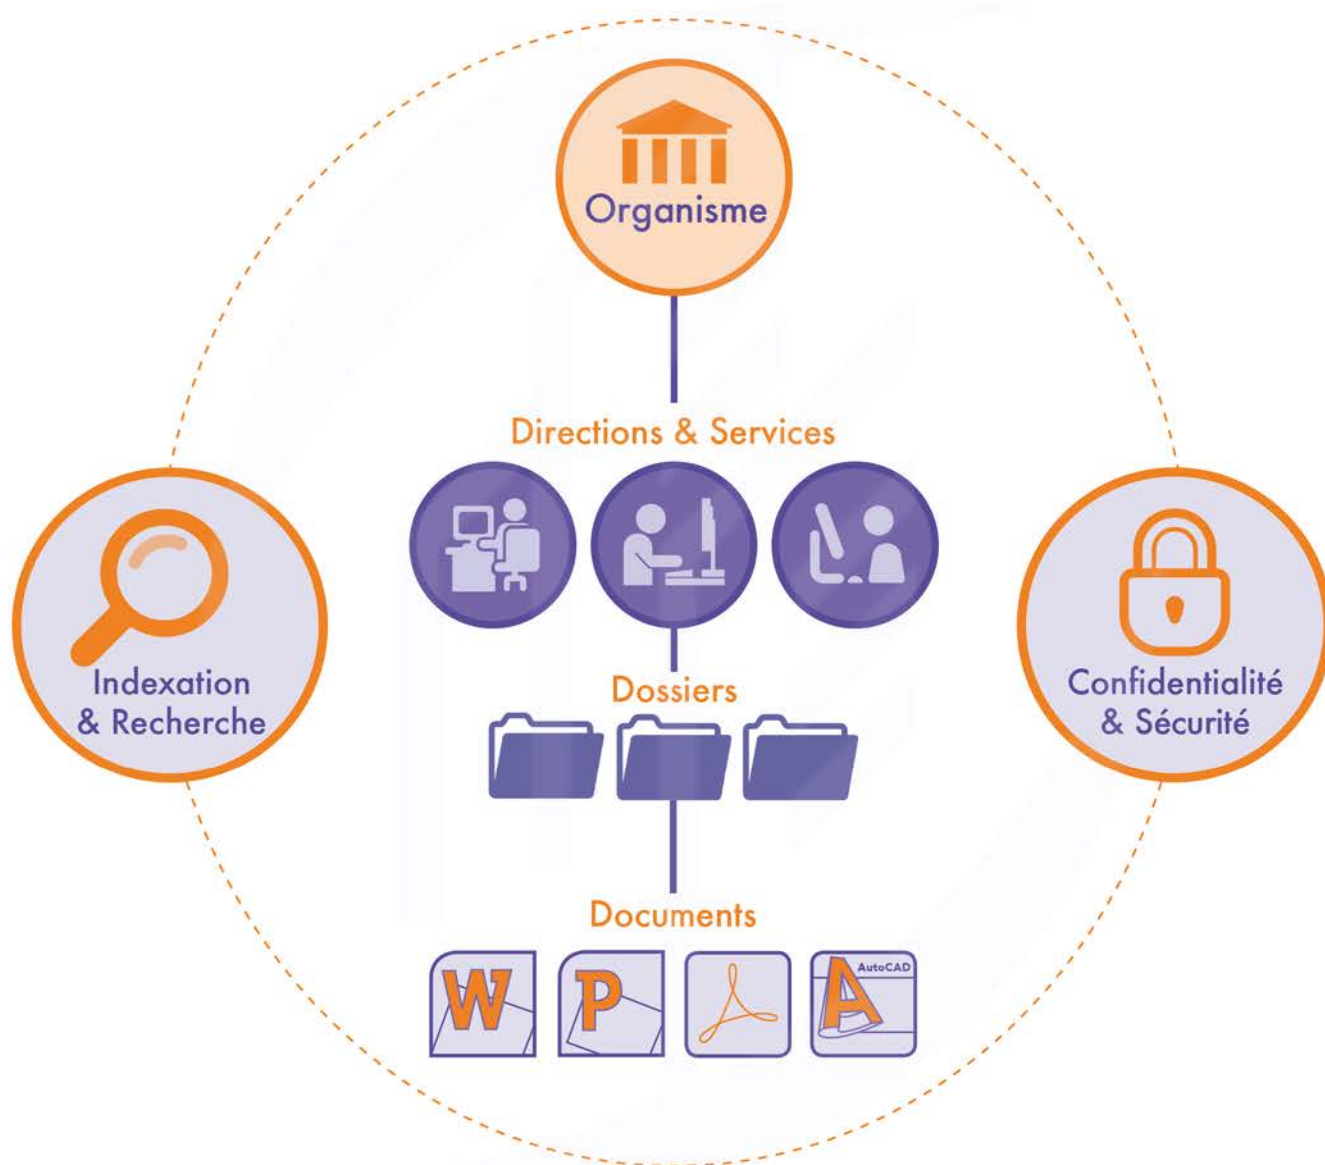 Organisme
Directions & Services
Indexation
& Recherche
Confidentialité
& Sécurité
Dossiers
Documents
W
P
A
AutoCAD